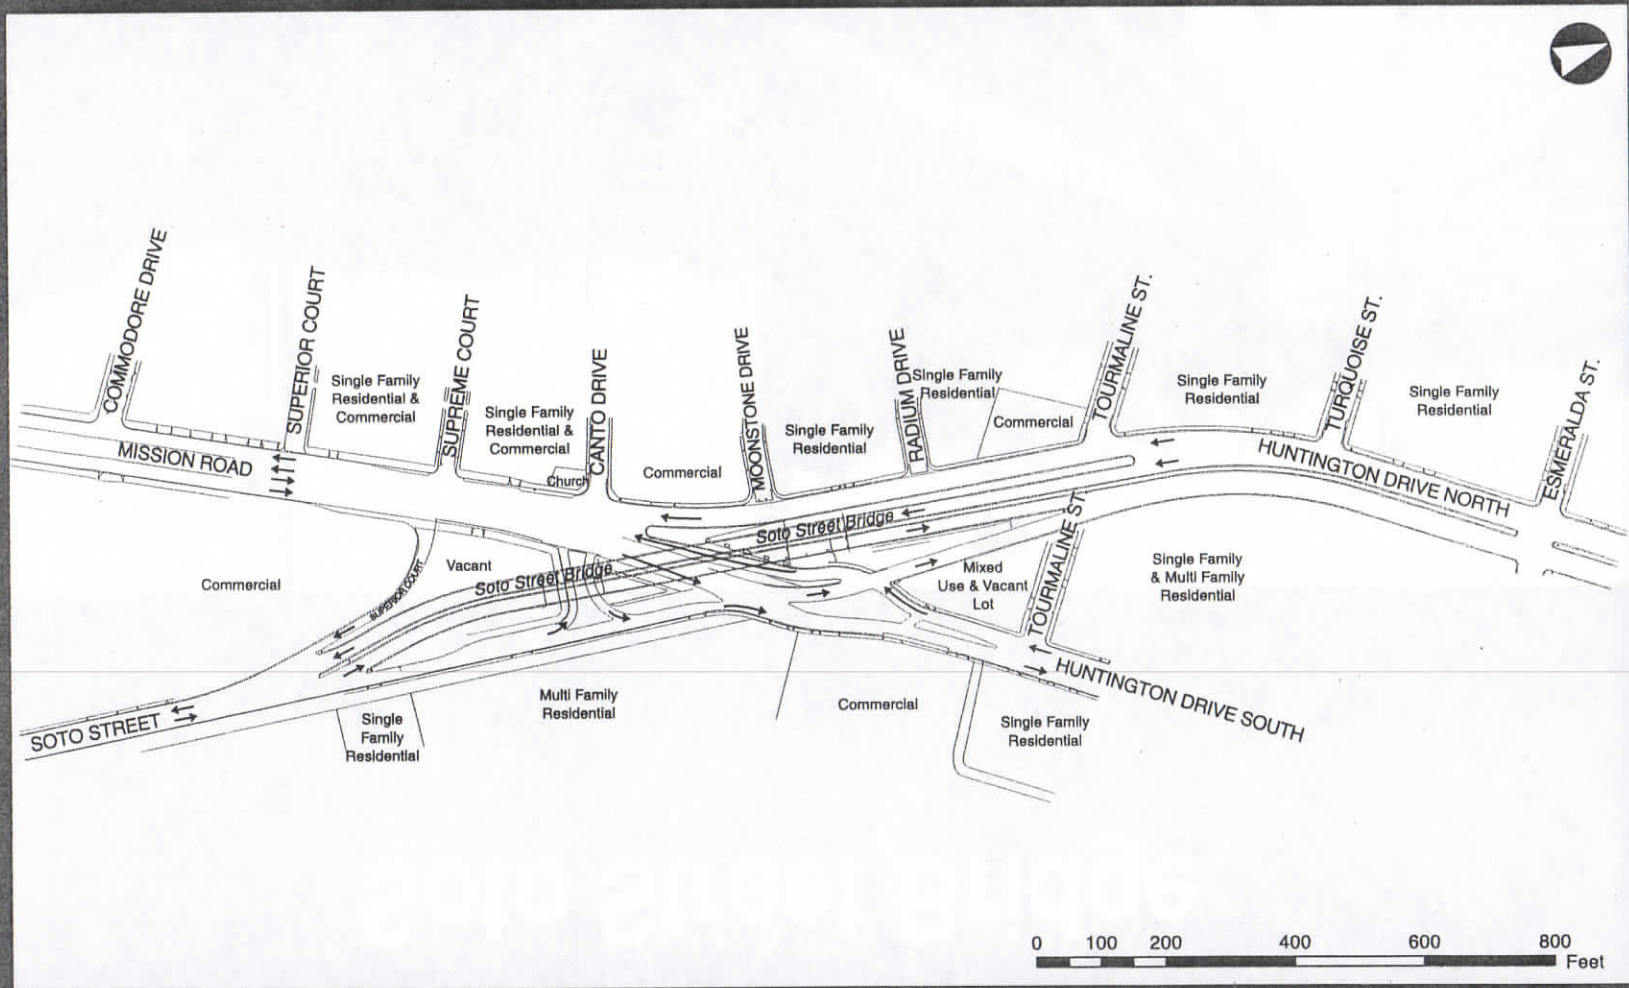 COMMODORE DRIVE
SUPERIOR COURT
SUPREME COURT
CANTO DRIVE
MOONSTONE DRIVE
RADIUM DRIVE
TOURMALINE ST.
TURQUOISE ST.
ESMERALDA ST.
Single Family
Residential &
Commercial
Single Family
Residential &
Commercial
Church
Commercial
Single Family
Residential
Single Family
Residential
Commercial
Single Family
Residential
Single Family
Residential
MISSION ROAD
HUNTINGTON DRIVE NORTH
Soto Street Bridge
Soto Street Bridge
Commercial
SUPERIOR COURT
Vacant
Mixed
Use & Vacant
Lot
TOURMALINE ST
Single Family
& Multi Family
Residential
HUNTINGTON DRIVE SOUTH
SOTO STREET
Single
Family
Residential
Multi Family
Residential
Commercial
Single Family
Residential
0 100 200 400 600 800
Feet